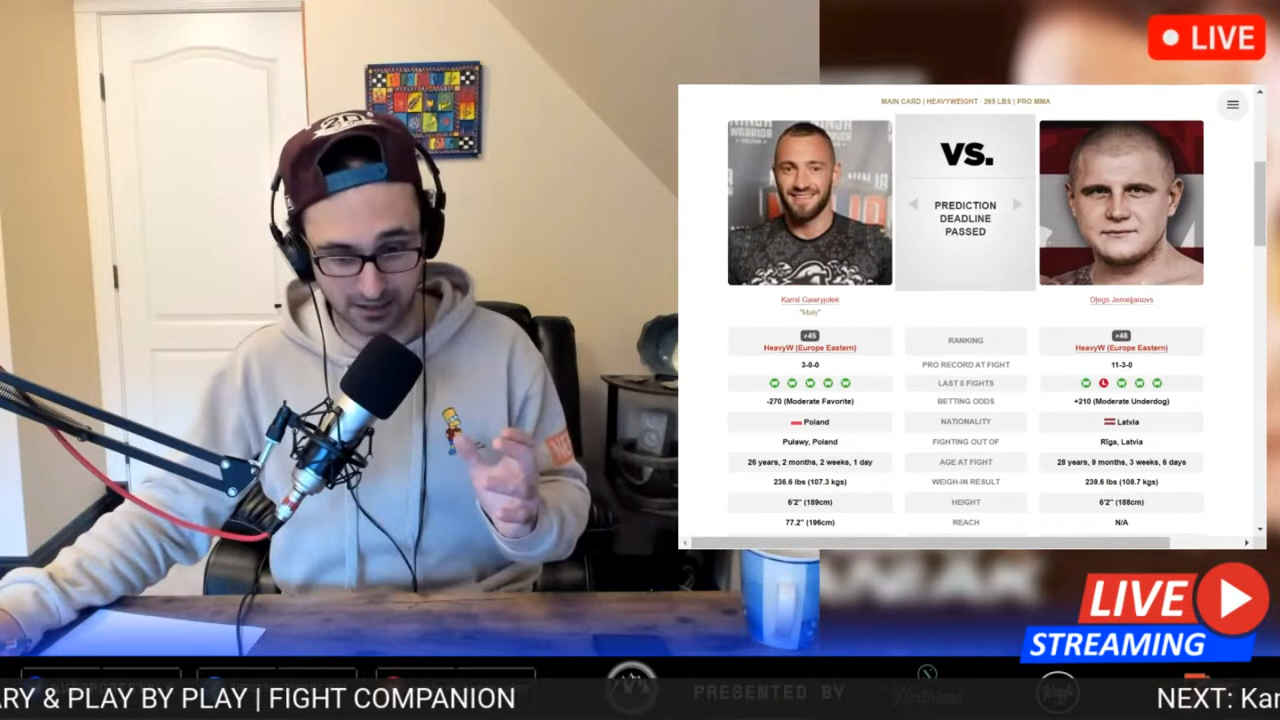 LIVE
MAIN CARD | HEAVYWEIGHT · 265 LBS | PRO MMA
VS.
PREDICTION
DEADLINE
PASSED
Kamil Gawryjołek
"Mały"
Olegs Jemeljanovs
#45
HeavyW (Europe Eastern)
RANKING
#48
HeavyW (Europe Eastern)
3-0-0
PRO RECORD AT FIGHT
11-3-0
W W W W W
LAST 5 FIGHTS
W L W W W
-270 (Moderate Favorite)
BETTING ODDS
+210 (Moderate Underdog)
Poland
NATIONALITY
Latvia
Puławy, Poland
FIGHTING OUT OF
Rīga, Latvia
26 years, 2 months, 2 weeks, 1 day
AGE AT FIGHT
28 years, 9 months, 3 weeks, 6 days
236.6 lbs (107.3 kgs)
WEIGH-IN RESULT
239.6 lbs (108.7 kgs)
6'2" (189cm)
HEIGHT
6'2" (188cm)
77.2" (196cm)
REACH
N/A
LIVE
STREAMING
PRESENTED BY
ARY & PLAY BY PLAY | FIGHT COMPANION
NEXT: Kar